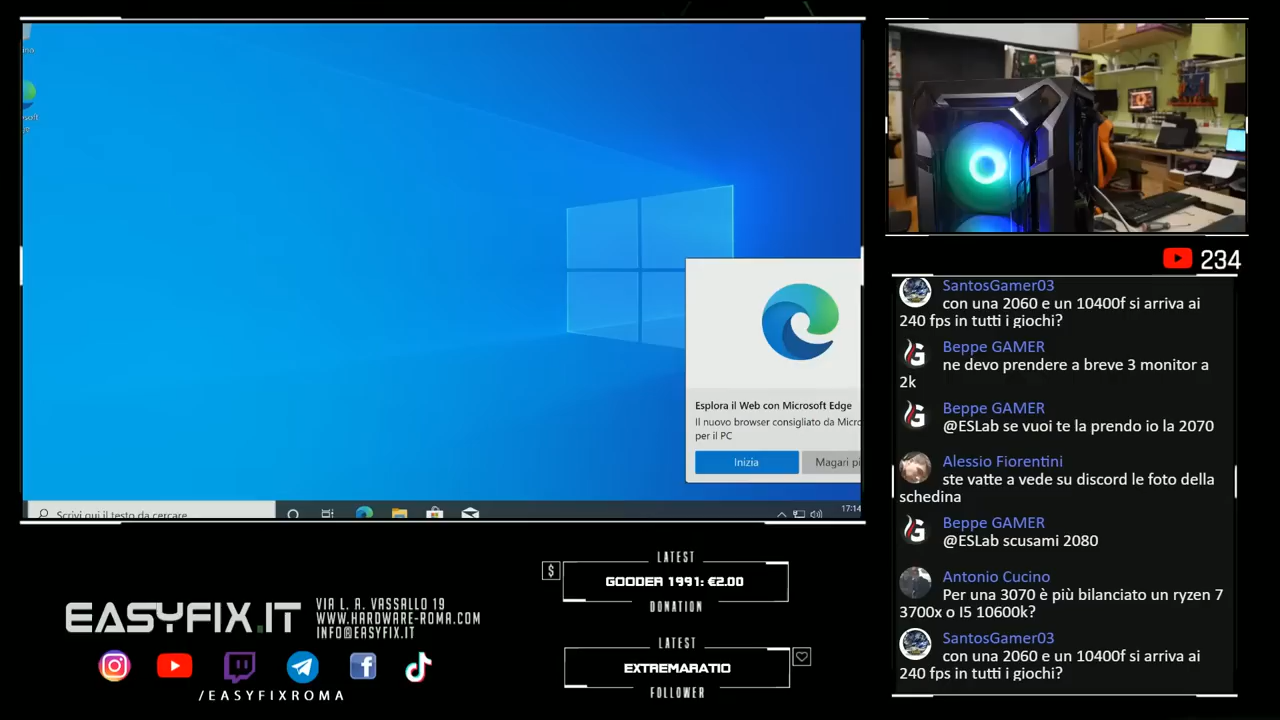 ino
soft
ge
Esplora il Web con Microsoft Edge
Il nuovo browser consigliato da Micro
per il PC
Inizia
Magari pi
Scrivi qui il testo da cercare
17:14
234
SantosGamer03
con una 2060 e un 10400f si arriva ai
240 fps in tutti i giochi?
Beppe GAMER
ne devo prendere a breve 3 monitor a
2k
Beppe GAMER
@ESLab se vuoi te la prendo io la 2070
Alessio Fiorentini
ste vatte a vede su discord le foto della
schedina
Beppe GAMER
@ESLab scusami 2080
Antonio Cucino
Per una 3070 è più bilanciato un ryzen 7
3700x o I5 10600k?
SantosGamer03
con una 2060 e un 10400f si arriva ai
240 fps in tutti i giochi?
EASYFIX.IT
VIA L. A. VASSALLO 19
WWW.HARDWARE-ROMA.COM
INFO@EASYFIX.IT
/EASYFIXROMA
$
LATEST
GOODER 1991: €2.00
DONATION
LATEST
EXTREMARATIO
FOLLOWER